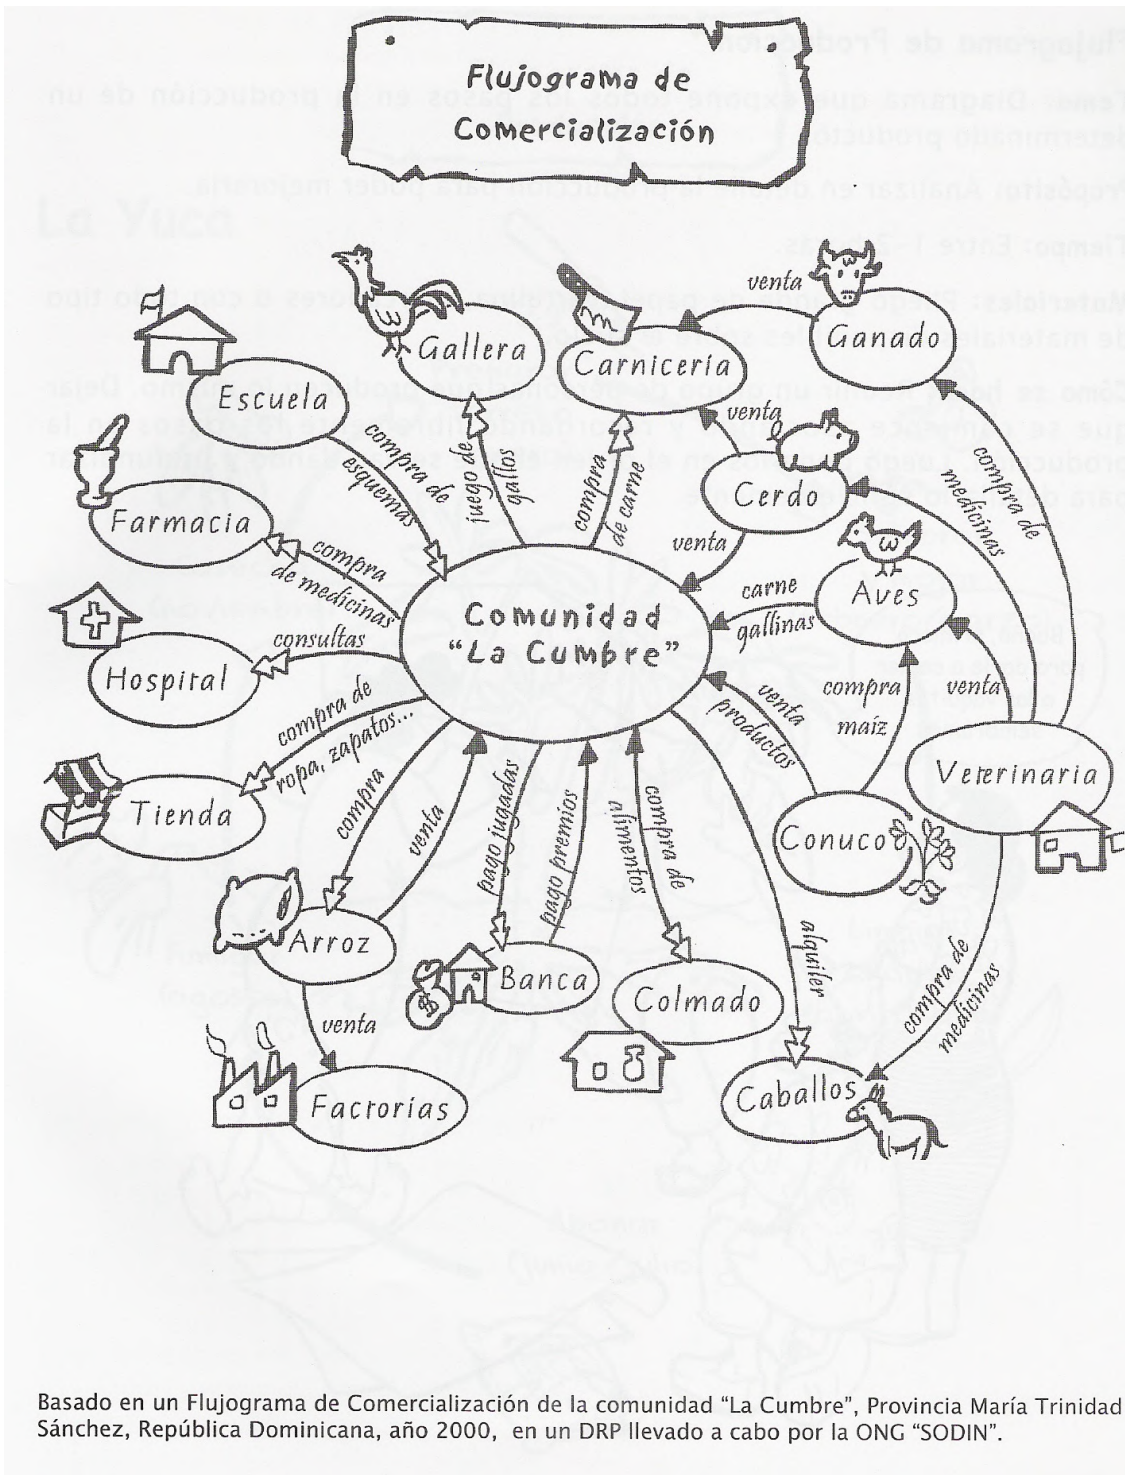 Flujograma de
Comercialización
Gallera
Carnicería
venta
Ganado
Escuela
compra de
esquemas
juego de
gallos
compra
de carne
venta
Cerdo
compra de
medicinas
Farmacia
compra
de medicinas
venta
Aves
carne
gallinas
Comunidad
“La Cumbre”
Hospital
consultas
compra de
ropa, zapatos...
Tienda
venta
productos
compra
maíz
venta
Veterinaria
Conuco
compra
venta
pago jugadas
pago premios
compra de
alimentos
alquiler
compra de
medicinas
Arroz
Banca
Colmado
venta
Caballos
Factorías
$
Basado en un Flujograma de Comercialización de la comunidad “La Cumbre”, Provincia María Trinidad
Sánchez, República Dominicana, año 2000, en un DRP llevado a cabo por la ONG “SODIN”.